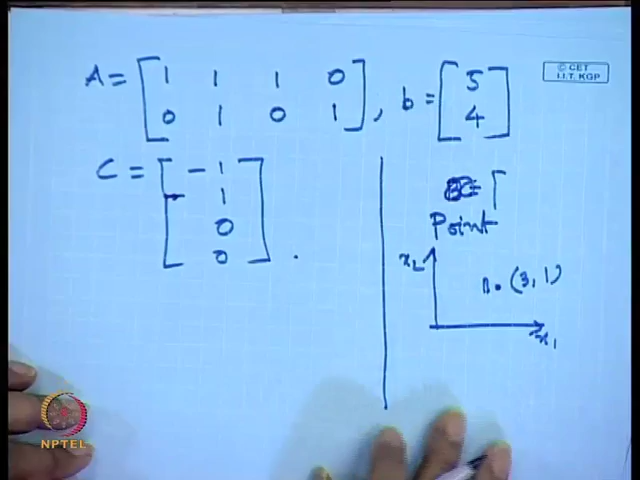 A = [ 1 1 1 0 ] , b = [ 5 ]
[ 0 1 0 1 ] [ 4 ]
© CET
I.I.T. KGP
C = [ - 1 ]
[ - 1 ]
[ 0 ]
[ 0 ] .
Point
x2
(3, 1)
x1
NPTEL